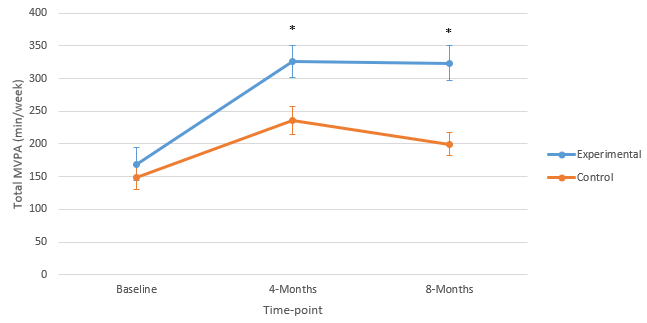 400
350
300
250
200
150
100
50
0
Total MVPA (min/week)
*
*
Baseline
4-Months
8-Months
Time-point
Experimental
Control